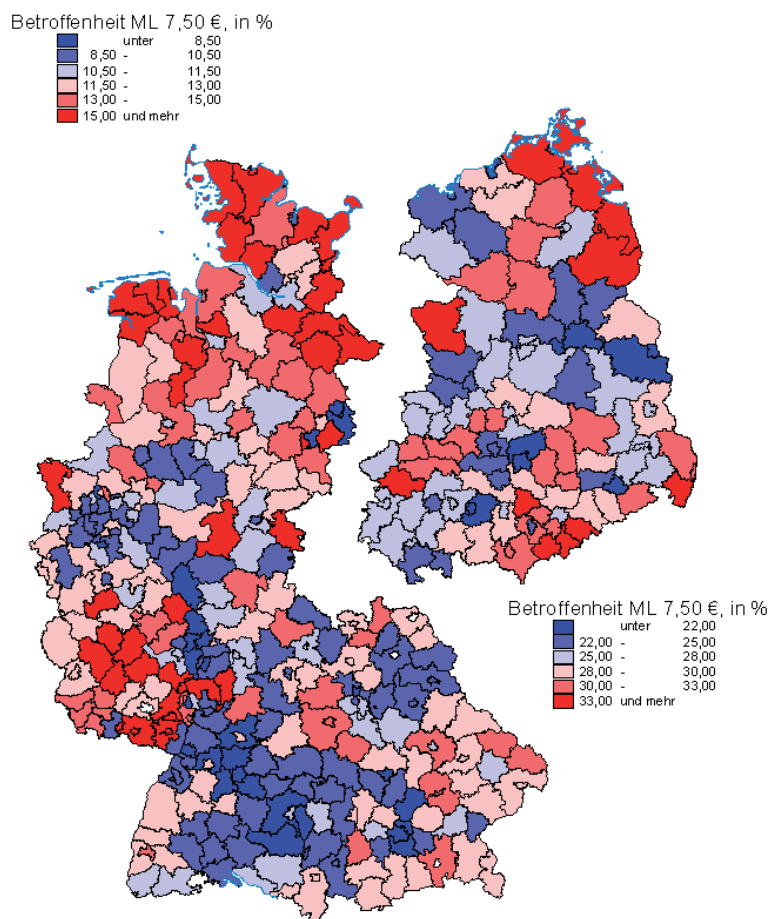 Betroffenheit ML 7,50 €, in %
unter 8,50
8,50 - 10,50
10,50 - 11,50
11,50 - 13,00
13,00 - 15,00
15,00 und mehr
Betroffenheit ML 7,50 €, in %
unter 22,00
22,00 - 25,00
25,00 - 28,00
28,00 - 30,00
30,00 - 33,00
33,00 und mehr